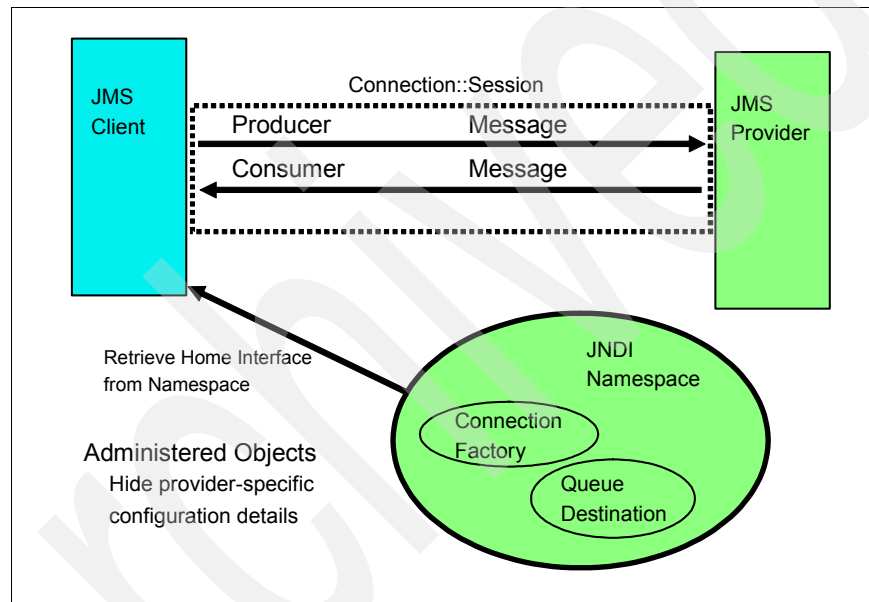 Connection::Session
JMS
Client
JMS
Provider
Producer Message
Consumer Message
Retrieve Home Interface
from Namespace
JNDI
Namespace
Connection
Factory
Queue
Destination
Administered Objects
Hide provider-specific
configuration details